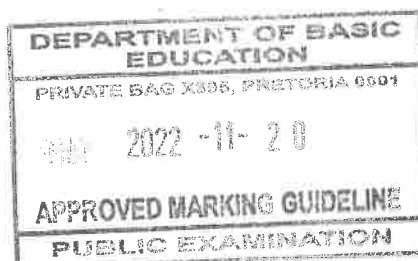 DEPARTMENT OF BASIC
EDUCATION
PRIVATE BAG X895, PRETORIA 0001
2022 -11- 20
APPROVED MARKING GUIDELINE
PUBLIC EXAMINATION